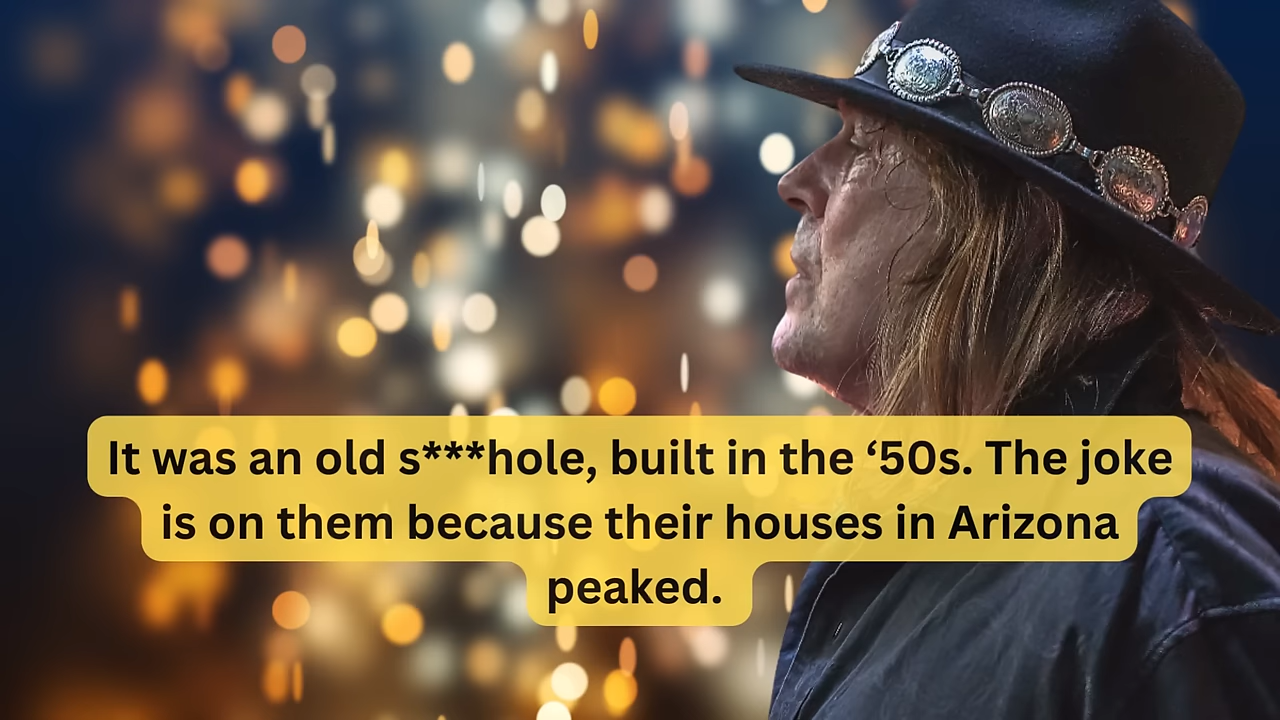 It was an old s***hole, built in the ‘50s. The joke
is on them because their houses in Arizona
peaked.